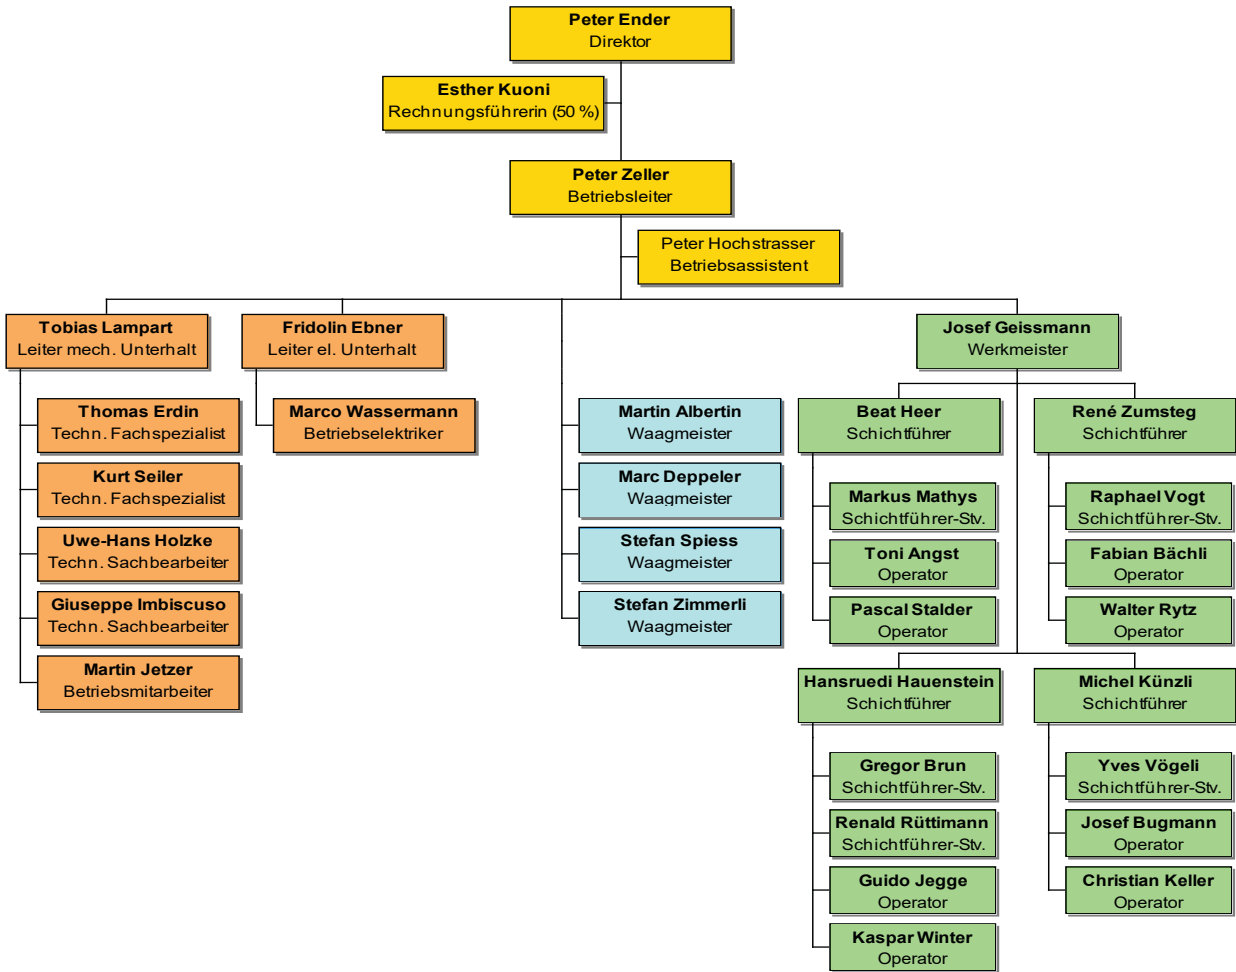 Peter Ender
Direktor
Esther Kuoni
Rechnungsführerin (50 %)
Peter Zeller
Betriebsleiter
Peter Hochstrasser
Betriebsassistent
Tobias Lampart
Leiter mech. Unterhalt
Thomas Erdin
Techn. Fachspezialist
Kurt Seiler
Techn. Fachspezialist
Uwe-Hans Holzke
Techn. Sachbearbeiter
Giuseppe Imbiscuso
Techn. Sachbearbeiter
Martin Jetzer
Betriebsmitarbeiter
Fridolin Ebner
Leiter el. Unterhalt
Marco Wassermann
Betriebselektriker
Martin Albertin
Waagmeister
Marc Deppeler
Waagmeister
Stefan Spiess
Waagmeister
Stefan Zimmerli
Waagmeister
Josef Geissmann
Werkmeister
Beat Heer
Schichtführer
Markus Mathys
Schichtführer-Stv.
Toni Angst
Operator
Pascal Stalder
Operator
René Zumsteg
Schichtführer
Raphael Vogt
Schichtführer-Stv.
Fabian Bächli
Operator
Walter Rytz
Operator
Hansruedi Hauenstein
Schichtführer
Gregor Brun
Schichtführer-Stv.
Renald Rüttimann
Schichtführer-Stv.
Guido Jegge
Operator
Kaspar Winter
Operator
Michel Künzli
Schichtführer
Yves Vögeli
Schichtführer-Stv.
Josef Bugmann
Operator
Christian Keller
Operator